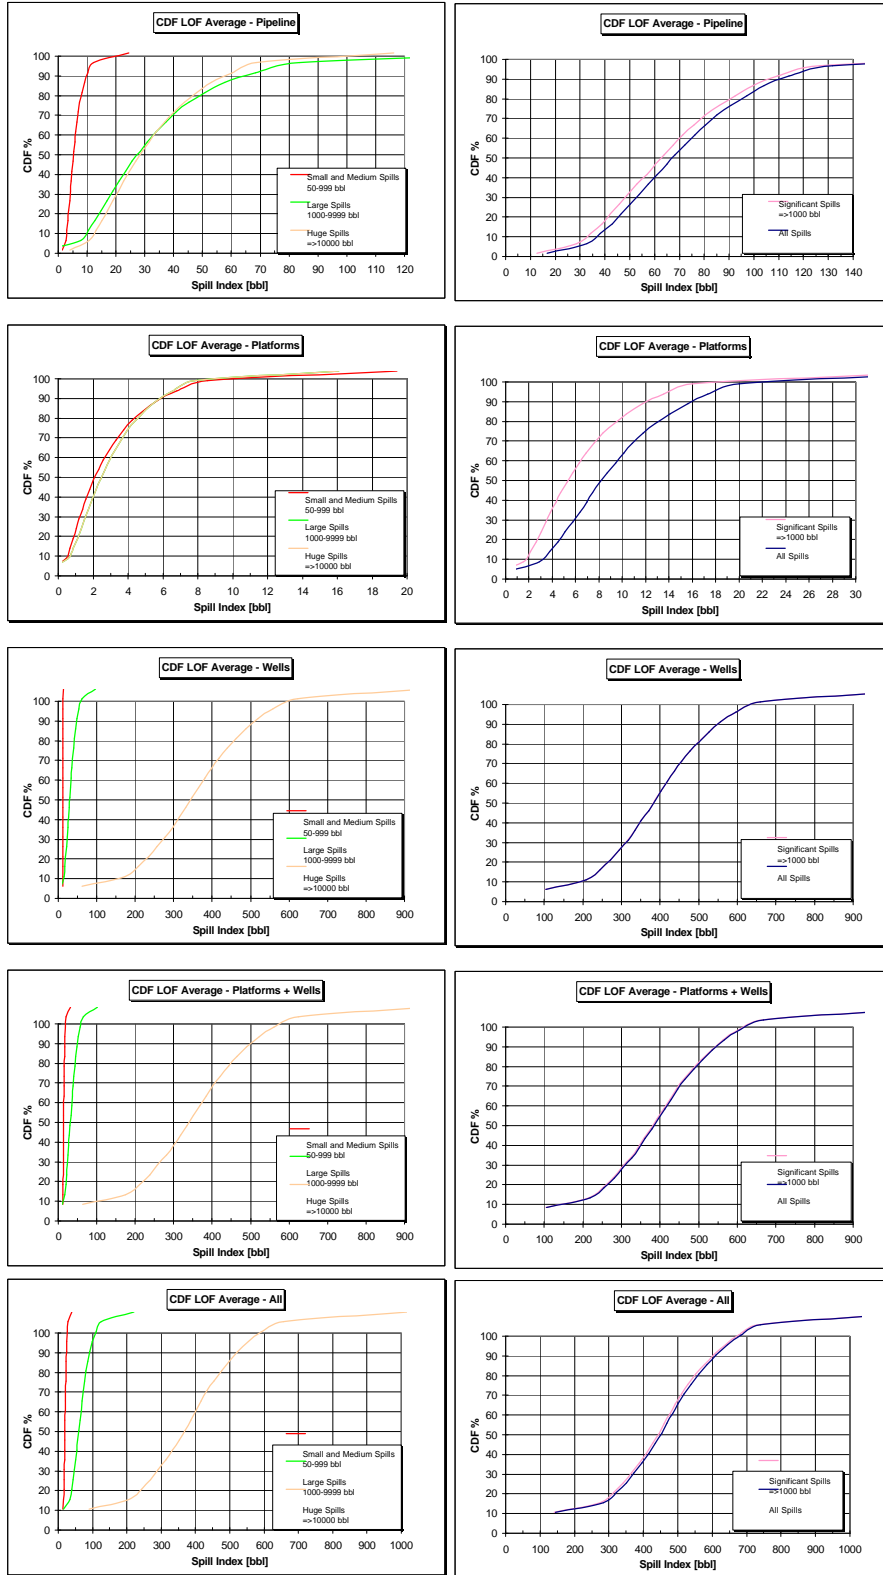 CDF LOF Average - Pipeline
CDF %
100
90
80
70
60
50
40
30
20
10
0
Small and Medium Spills
50-999 bbl
Large Spills
1000-9999 bbl
Huge Spills
=>10000 bbl
0 10 20 30 40 50 60 70 80 90 100 110 120
Spill Index [bbl]
CDF LOF Average - Pipeline
CDF %
100
90
80
70
60
50
40
30
20
10
0
Significant Spills
=>1000 bbl
All Spills
0 10 20 30 40 50 60 70 80 90 100 110 120 130 140
Spill Index [bbl]
CDF LOF Average - Platforms
CDF %
100
90
80
70
60
50
40
30
20
10
0
Small and Medium Spills
50-999 bbl
Large Spills
1000-9999 bbl
Huge Spills
=>10000 bbl
0 2 4 6 8 10 12 14 16 18 20
Spill Index [bbl]
CDF LOF Average - Platforms
CDF %
100
90
80
70
60
50
40
30
20
10
0
Significant Spills
=>1000 bbl
All Spills
0 2 4 6 8 10 12 14 16 18 20 22 24 26 28 30
Spill Index [bbl]
CDF LOF Average - Wells
CDF %
100
90
80
70
60
50
40
30
20
10
0
Small and Medium Spills
50-999 bbl
Large Spills
1000-9999 bbl
Huge Spills
=>10000 bbl
0 100 200 300 400 500 600 700 800 900
Spill Index [bbl]
CDF LOF Average - Wells
CDF %
100
90
80
70
60
50
40
30
20
10
0
Significant Spills
=>1000 bbl
All Spills
0 100 200 300 400 500 600 700 800 900
Spill Index [bbl]
CDF LOF Average - Platforms + Wells
CDF %
100
90
80
70
60
50
40
30
20
10
0
Small and Medium Spills
50-999 bbl
Large Spills
1000-9999 bbl
Huge Spills
=>10000 bbl
0 100 200 300 400 500 600 700 800 900
Spill Index [bbl]
CDF LOF Average - Platforms + Wells
CDF %
100
90
80
70
60
50
40
30
20
10
0
Significant Spills
=>1000 bbl
All Spills
0 100 200 300 400 500 600 700 800 900
Spill Index [bbl]
CDF LOF Average - All
CDF %
100
90
80
70
60
50
40
30
20
10
0
Small and Medium Spills
50-999 bbl
Large Spills
1000-9999 bbl
Huge Spills
=>10000 bbl
0 100 200 300 400 500 600 700 800 900 1000
Spill Index [bbl]
CDF LOF Average - All
CDF %
100
90
80
70
60
50
40
30
20
10
0
Significant Spills
=>1000 bbl
All Spills
0 100 200 300 400 500 600 700 800 900 1000
Spill Index [bbl]